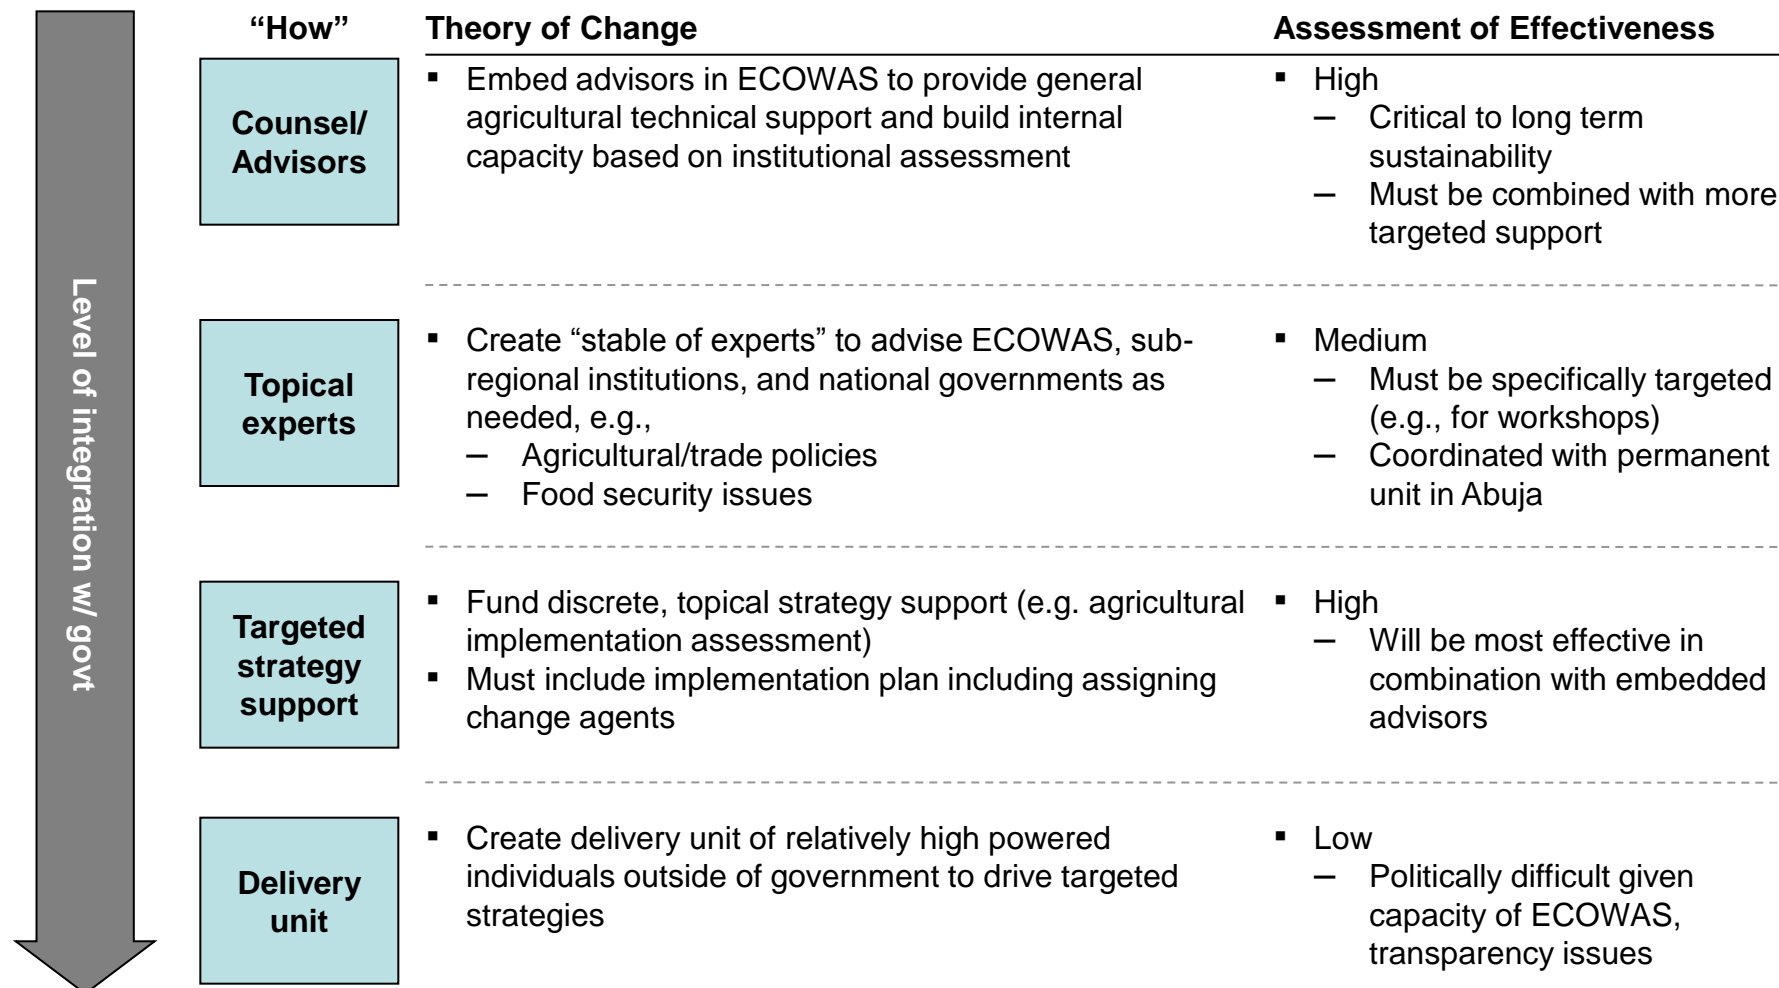 “How”
Theory of Change
Assessment of Effectiveness
Level of integration w/ govt
Counsel/
Advisors
▪ Embed advisors in ECOWAS to provide general
agricultural technical support and build internal
capacity based on institutional assessment
▪ High
– Critical to long term
sustainability
– Must be combined with more
targeted support
Topical
experts
▪ Create “stable of experts” to advise ECOWAS, sub-
regional institutions, and national governments as
needed, e.g.,
– Agricultural/trade policies
– Food security issues
▪ Medium
– Must be specifically targeted
(e.g., for workshops)
– Coordinated with permanent
unit in Abuja
Targeted
strategy
support
▪ Fund discrete, topical strategy support (e.g. agricultural
implementation assessment)
▪ Must include implementation plan including assigning
change agents
▪ High
– Will be most effective in
combination with embedded
advisors
Delivery
unit
▪ Create delivery unit of relatively high powered
individuals outside of government to drive targeted
strategies
▪ Low
– Politically difficult given
capacity of ECOWAS,
transparency issues